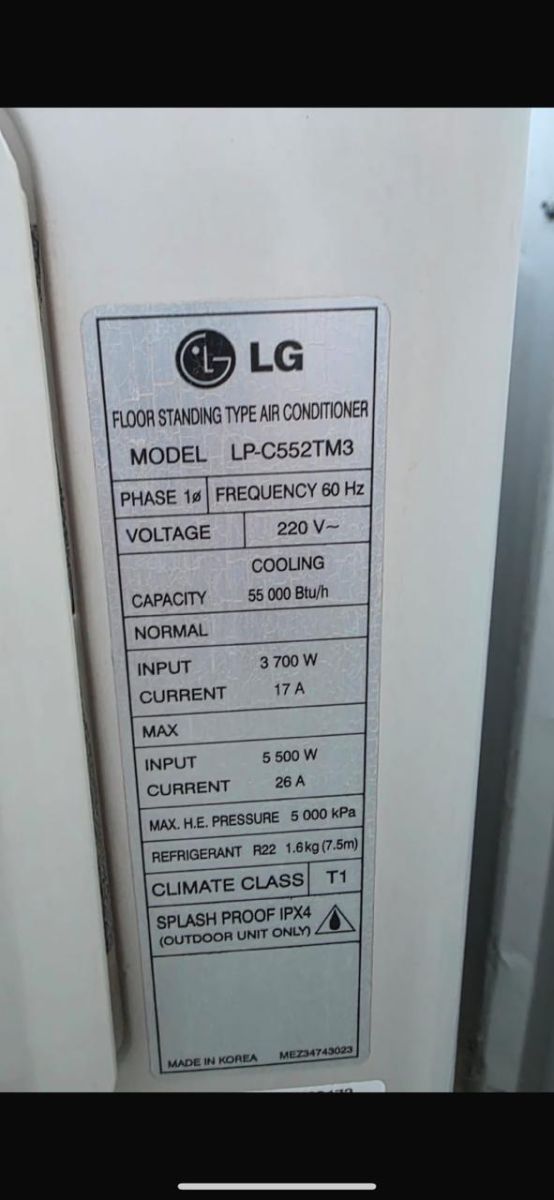 LG
FLOOR STANDING TYPE AIR CONDITIONER
MODEL LP-C552TM3
PHASE 1ø FREQUENCY 60 Hz
VOLTAGE 220 V~
COOLING
CAPACITY 55 000 Btu/h
NORMAL
INPUT 3 700 W
CURRENT 17 A
MAX
INPUT 5 500 W
CURRENT 26 A
MAX. H.E. PRESSURE 5 000 kPa
REFRIGERANT R22 1.6kg (7.5m)
CLIMATE CLASS T1
SPLASH PROOF IPX4
(OUTDOOR UNIT ONLY)
MADE IN KOREA MEZ34743023